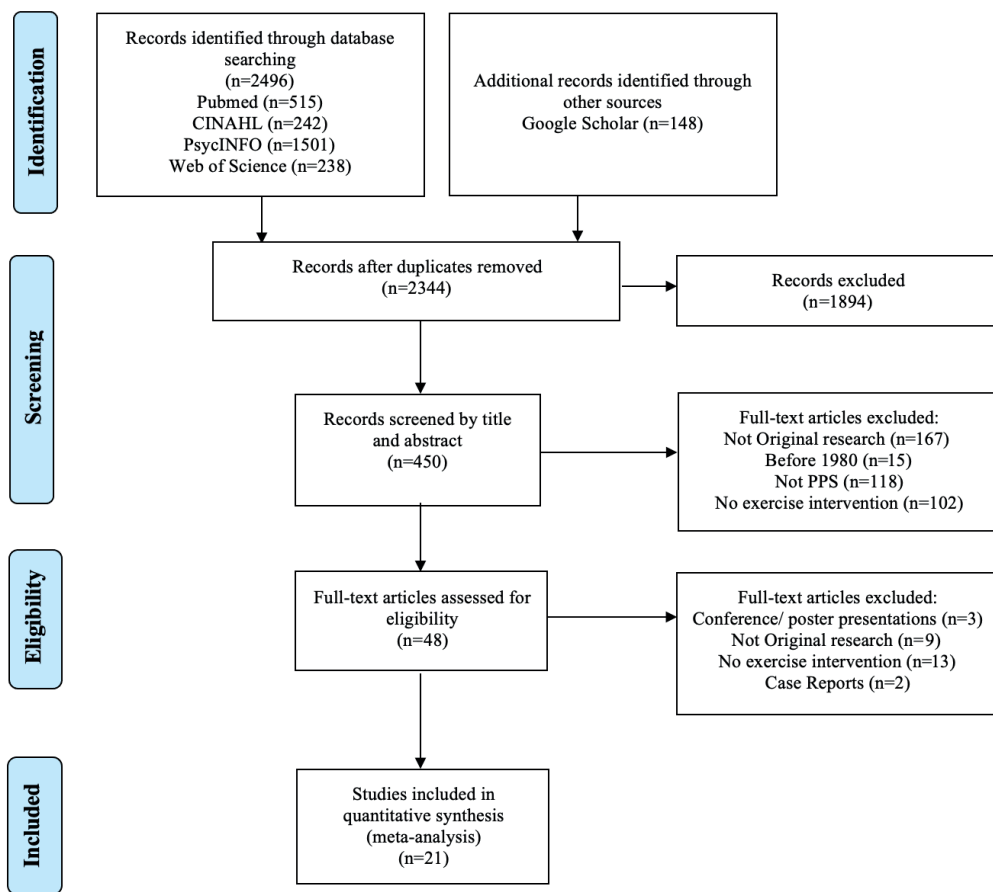 Identification
Records identified through database
searching
(n=2496)
Pubmed (n=515)
CINAHL (n=242)
PsycINFO (n=1501)
Web of Science (n=238)
Additional records identified through
other sources
Google Scholar (n=148)
Screening
Records after duplicates removed
(n=2344)
Records excluded
(n=1894)
Records screened by title
and abstract
(n=450)
Full-text articles excluded:
Not Original research (n=167)
Before 1980 (n=15)
Not PPS (n=118)
No exercise intervention (n=102)
Eligibility
Full-text articles assessed for
eligibility
(n=48)
Full-text articles excluded:
Conference/ poster presentations (n=3)
Not Original research (n=9)
No exercise intervention (n=13)
Case Reports (n=2)
Included
Studies included in
quantitative synthesis
(meta-analysis)
(n=21)